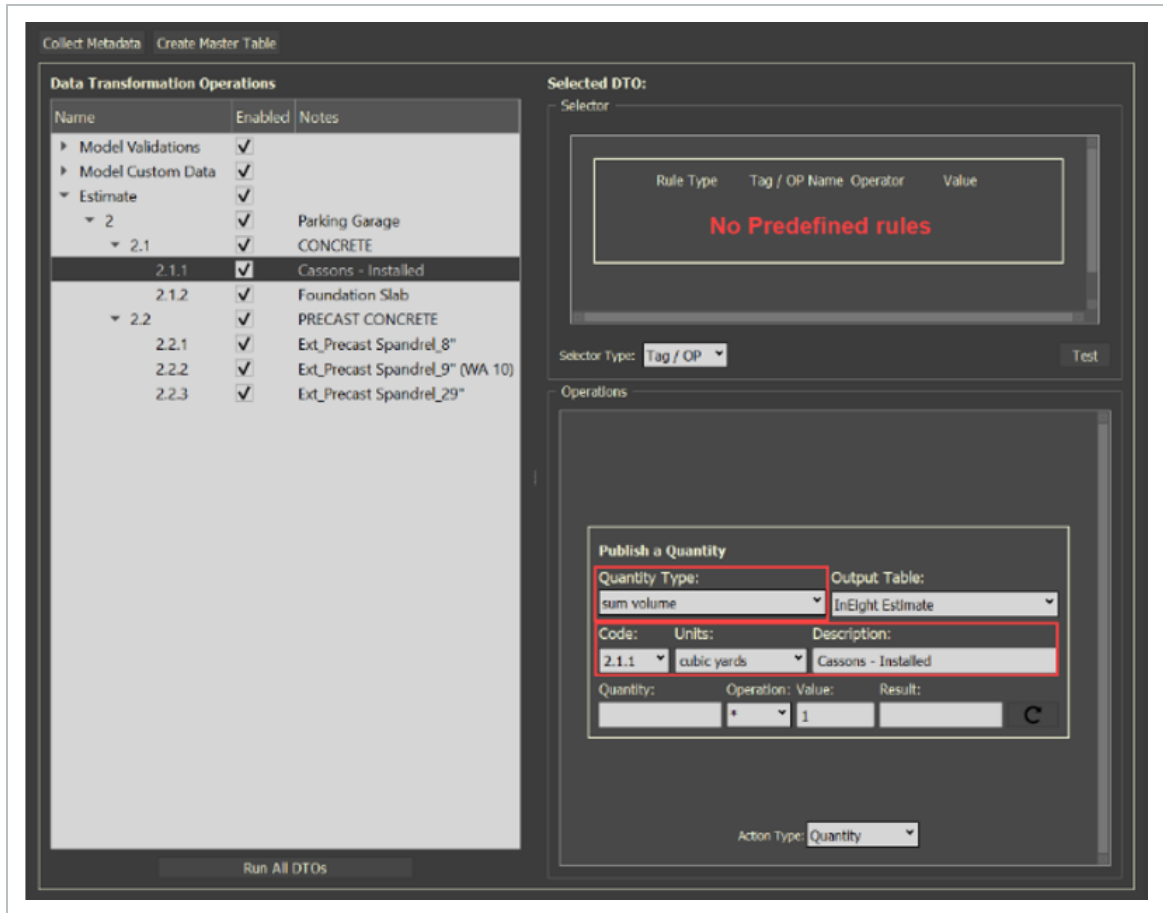 Collect Metadata Create Master Table
Data Transformation Operations
Name Enabled Notes
Model Validations
Model Custom Data
Estimate
2 Parking Garage
2.1 CONCRETE
2.1.1 Cassons - Installed
2.1.2 Foundation Slab
2.2 PRECAST CONCRETE
2.2.1 Ext_Precast Spandrel_8"
2.2.2 Ext_Precast Spandrel_9" (WA 10)
2.2.3 Ext_Precast Spandrel_29"
Run All DTOs
Selected DTO:
Selector
Rule Type Tag / OP Name Operator Value
No Predefined rules
Selector Type: Tag / OP Test
Operations
Publish a Quantity
Quantity Type: Output Table:
sum volume InEight Estimate
Code: Units: Description:
2.1.1 cubic yards Cassons - Installed
Quantity: Operation: Value: Result:
* 1
Action Type: Quantity